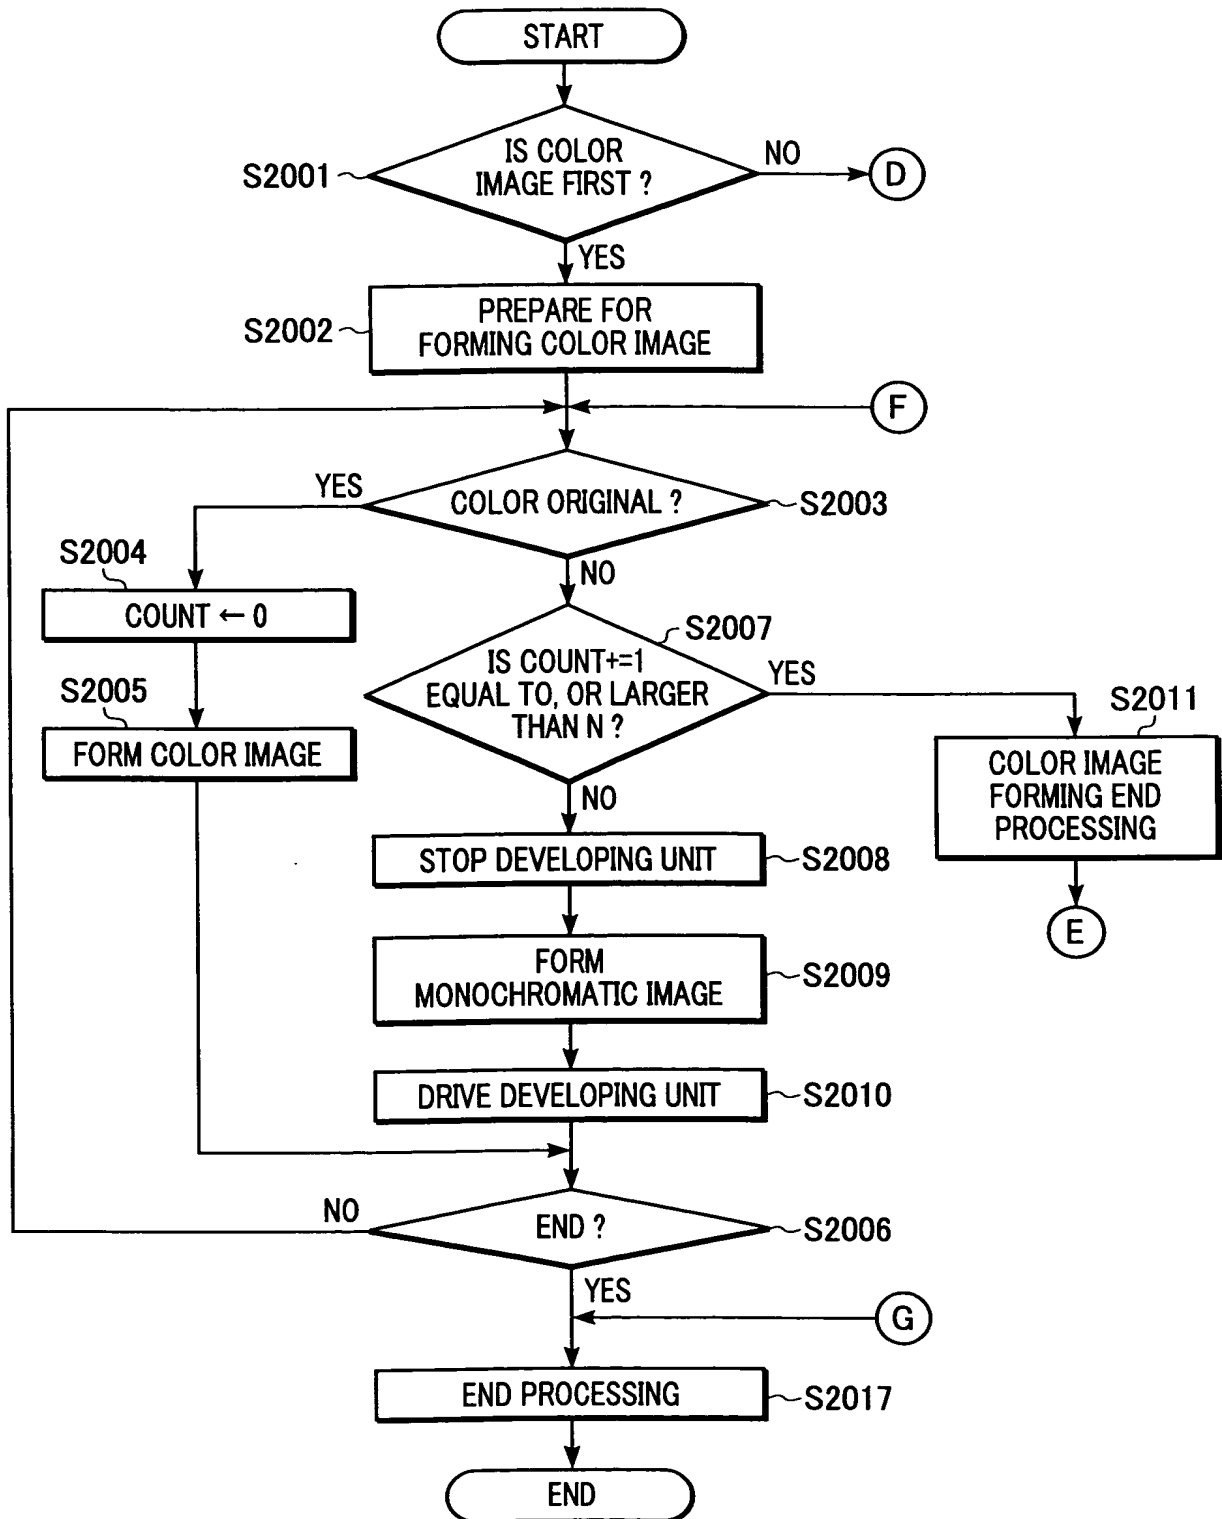 START
S2001
IS COLOR
IMAGE FIRST ?
NO
D
YES
S2002
PREPARE FOR
FORMING COLOR IMAGE
F
YES
COLOR ORIGINAL ?
S2003
S2004
NO
COUNT ← 0
S2007
IS COUNT+=1
EQUAL TO, OR LARGER
THAN N ?
YES
S2005
S2011
FORM COLOR IMAGE
COLOR IMAGE
FORMING END
PROCESSING
NO
STOP DEVELOPING UNIT
S2008
E
FORM
MONOCHROMATIC IMAGE
S2009
DRIVE DEVELOPING UNIT
S2010
NO
END ?
S2006
YES
G
END PROCESSING
S2017
END